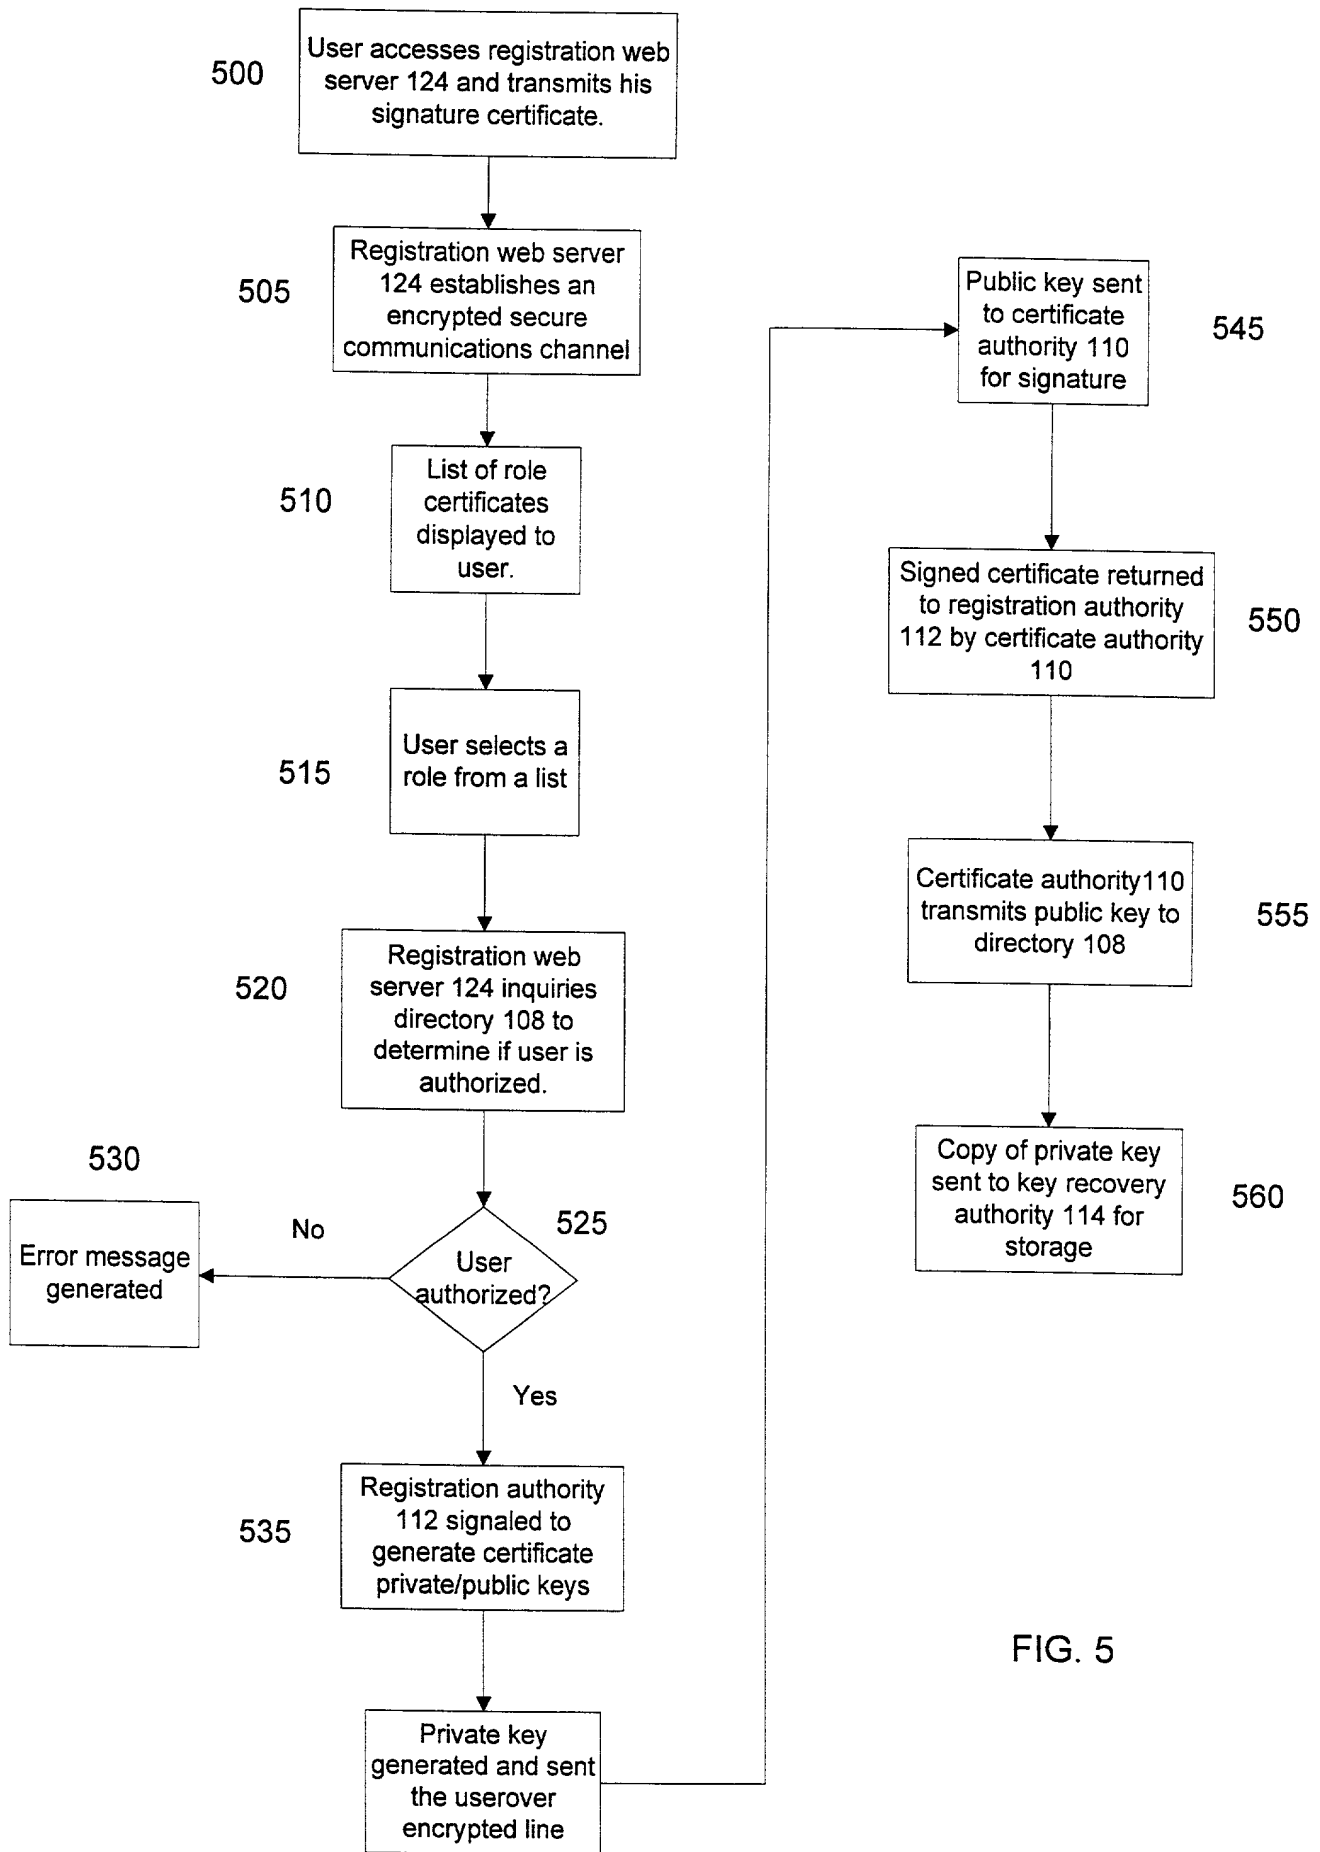 500
User accesses registration web
server 124 and transmits his
signature certificate.
505
Registration web server
124 establishes an
encrypted secure
communications channel
510
List of role
certificates
displayed to
user.
515
User selects a
role from a list
520
Registration web
server 124 inquiries
directory 108 to
determine if user is
authorized.
530
Error message
generated
No
525
User
authorized?
Yes
535
Registration authority
112 signaled to
generate certificate
private/public keys
Private key
generated and sent
the userover
encrypted line
Public key sent
to certificate
authority 110
for signature
545
Signed certificate returned
to registration authority
112 by certificate authority
110
550
Certificate authority110
transmits public key to
directory 108
555
Copy of private key
sent to key recovery
authority 114 for
storage
560
FIG. 5